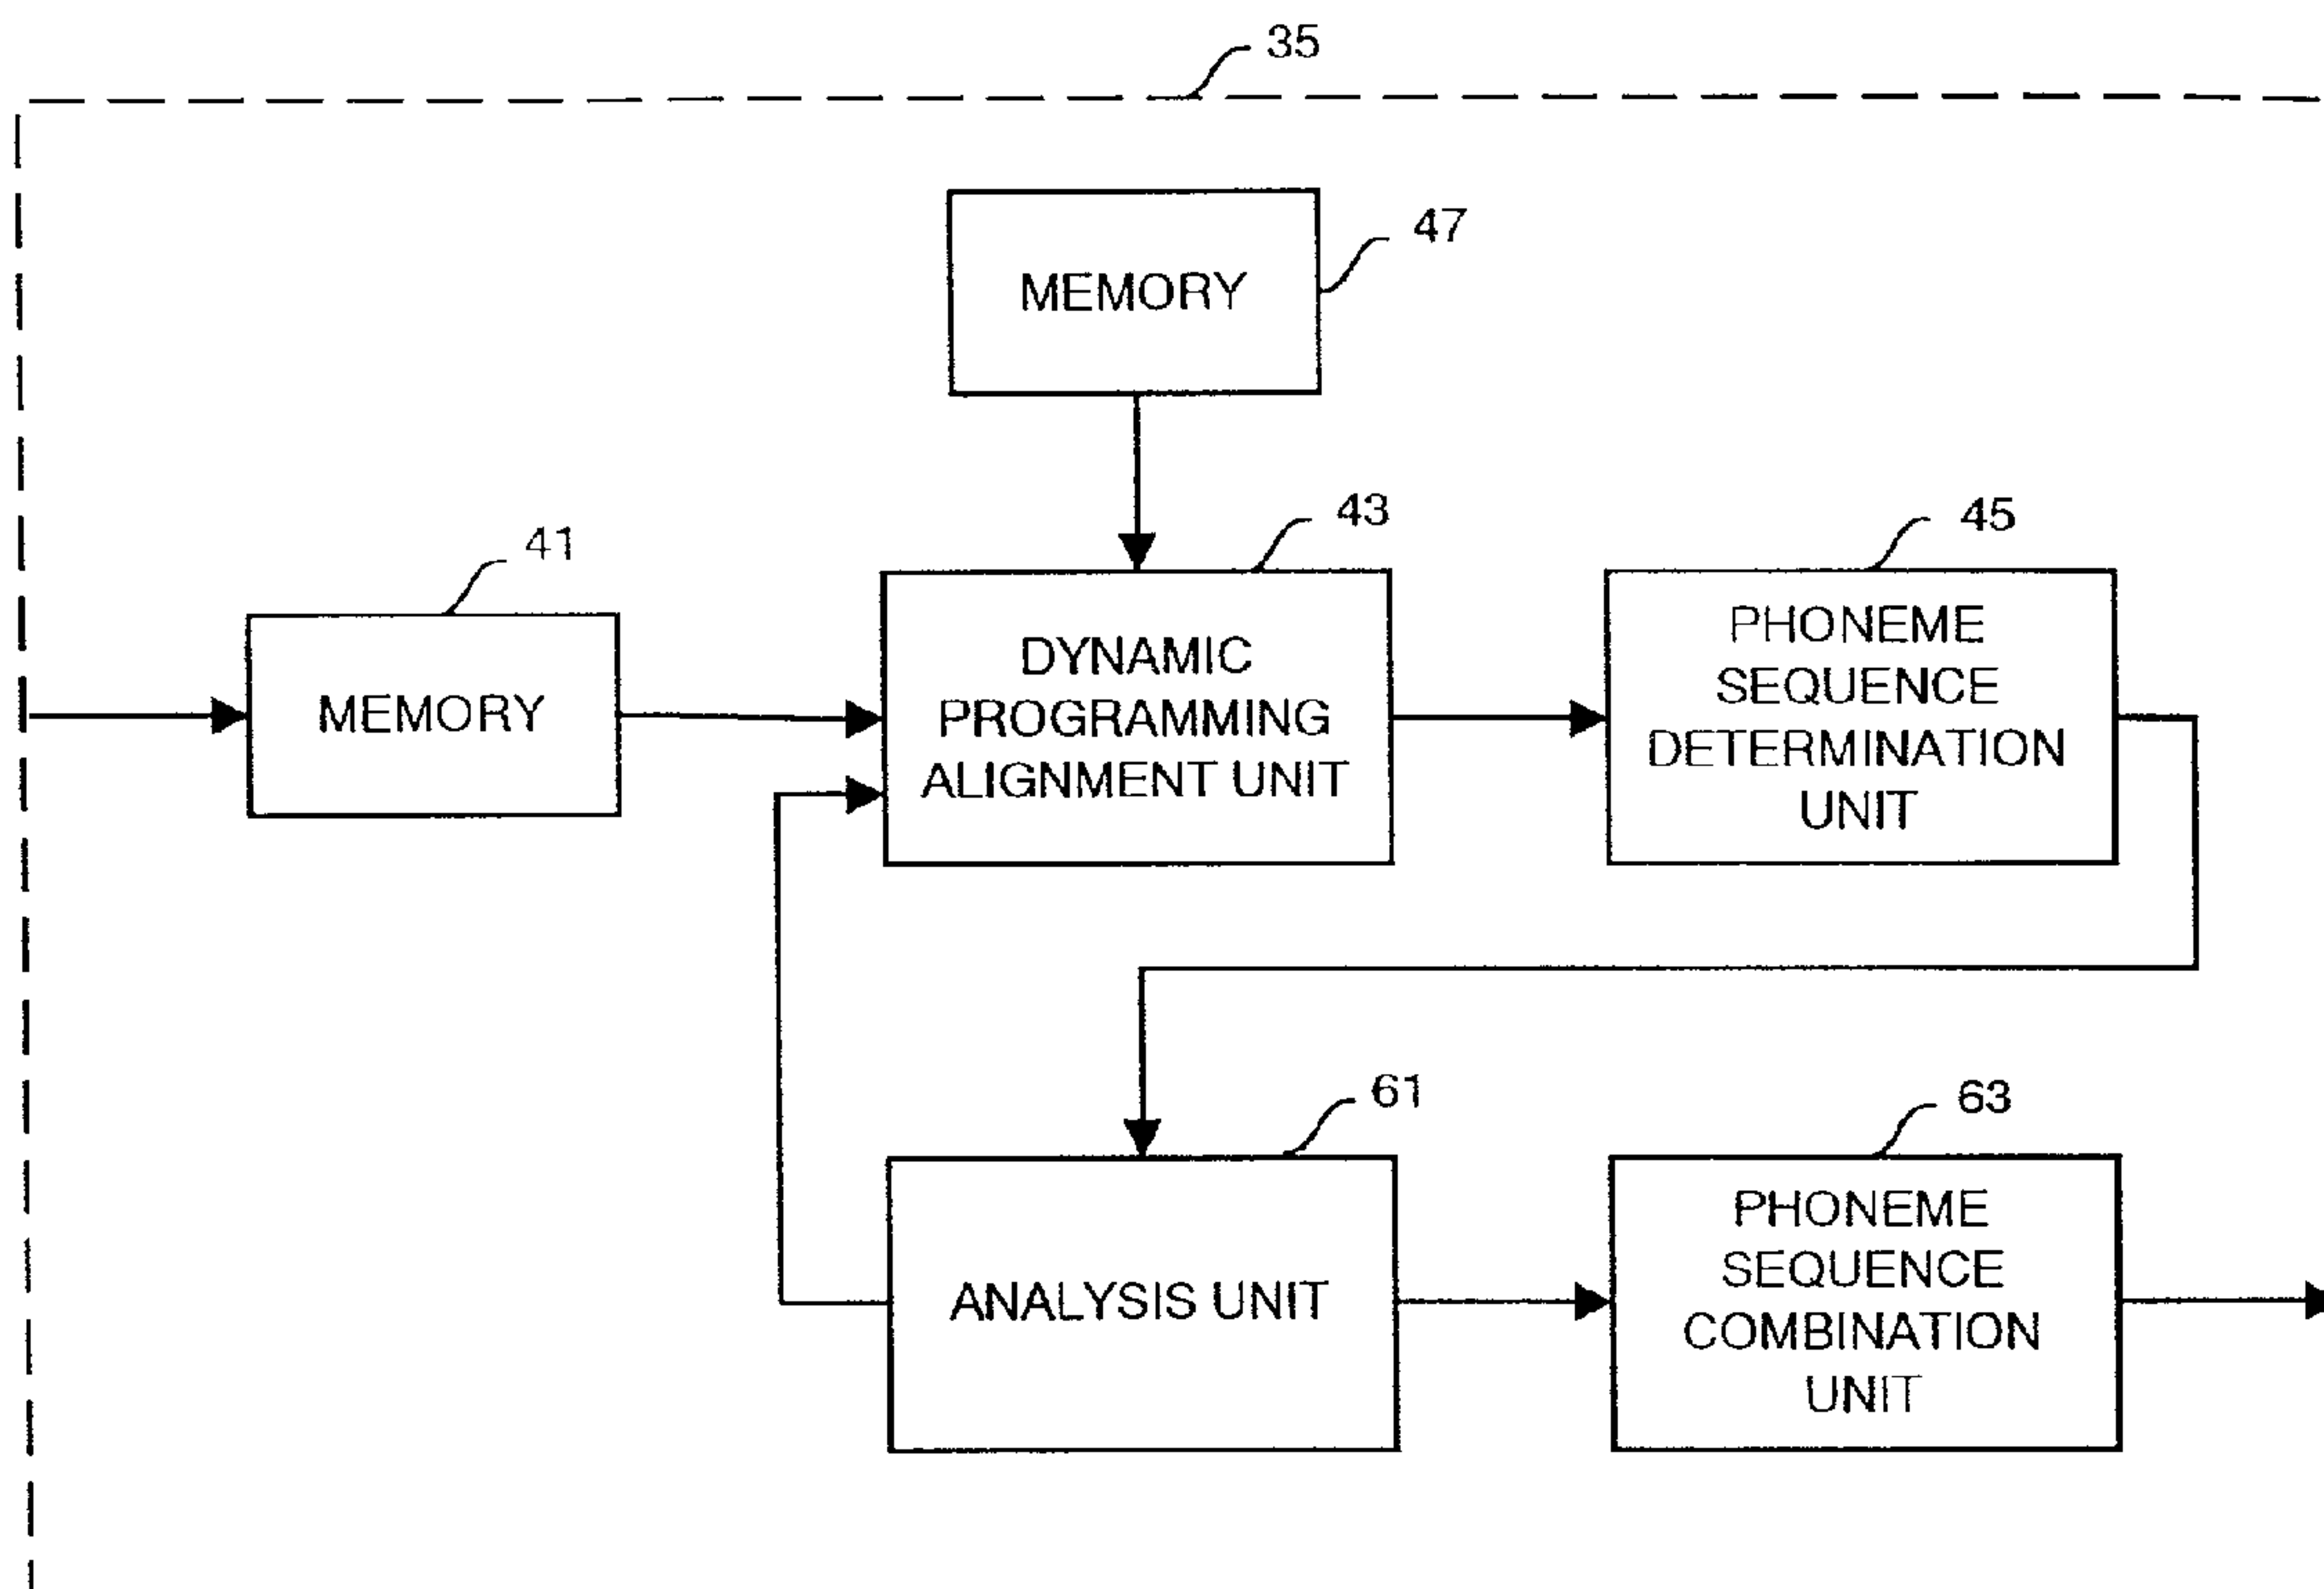 35
47
MEMORY
41
MEMORY
43
DYNAMIC
PROGRAMMING
ALIGNMENT UNIT
45
PHONEME
SEQUENCE
DETERMINATION
UNIT
61
ANALYSIS UNIT
63
PHONEME
SEQUENCE
COMBINATION
UNIT